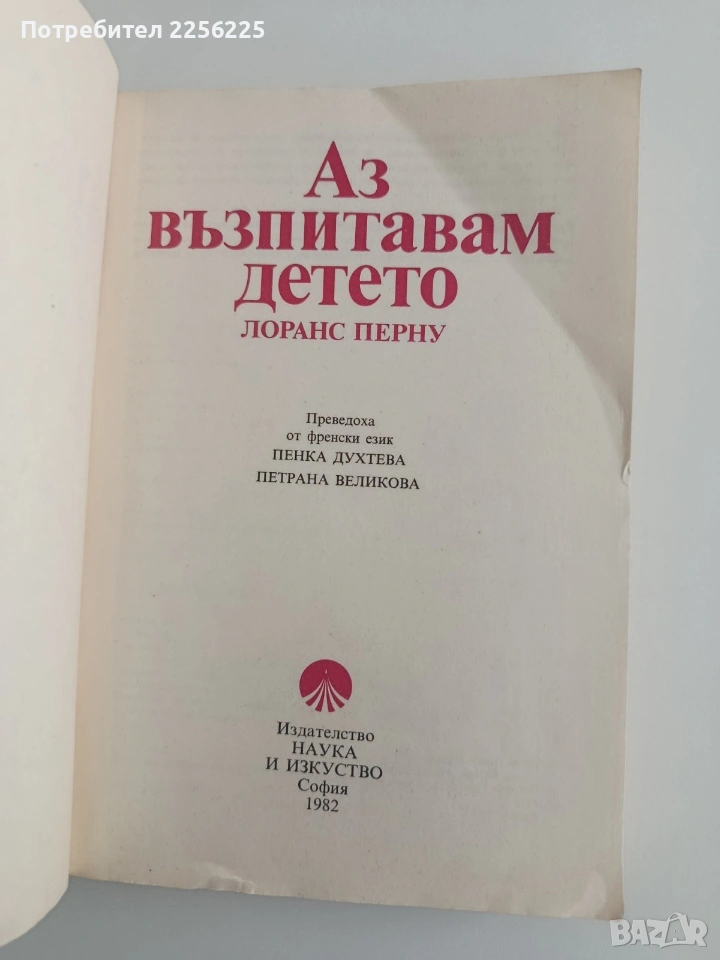 Потребител 2256225
Аз
възпитавам
детето
ЛОРАНС ПЕРНУ
Преведоха
от френски език
ПЕНКА ДУХТЕВА
ПЕТРАНА ВЕЛИКОВА
Издателство
НАУКА
И ИЗКУСТВО
София
1982
BAZAR